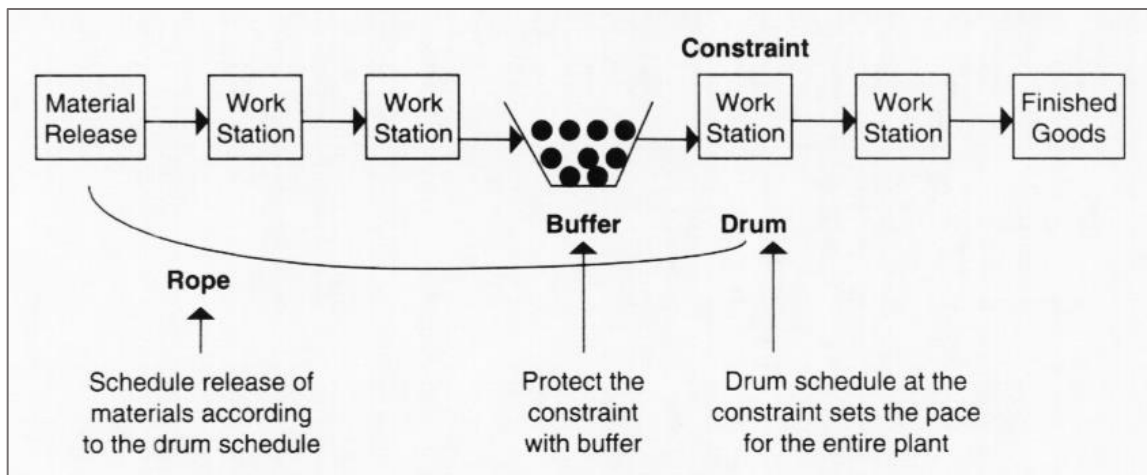 Constraint
Material
Release
Work
Station
Work
Station
Work
Station
Work
Station
Finished
Goods
Buffer
Drum
Rope
Schedule release of
materials according
to the drum schedule
Protect the
constraint
with buffer
Drum schedule at the
constraint sets the pace
for the entire plant